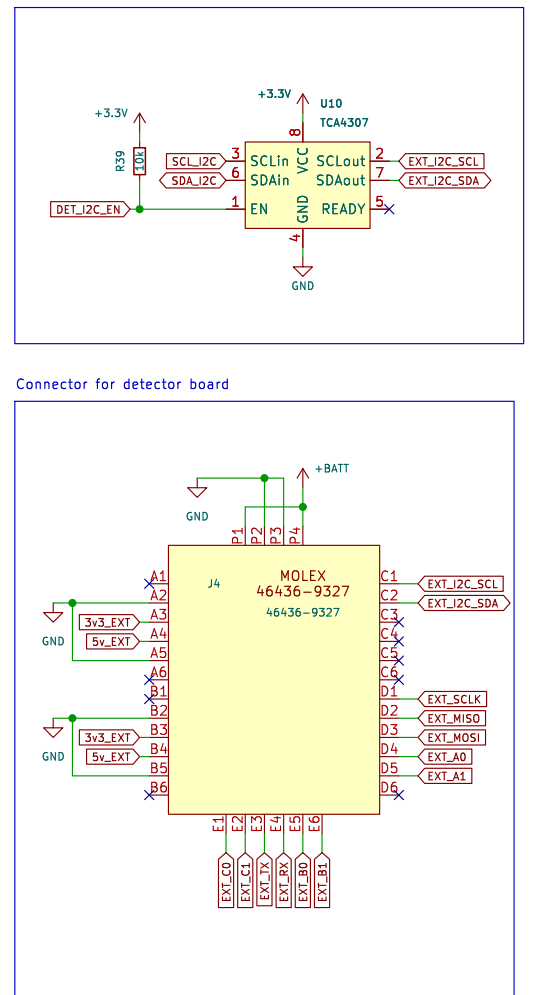 +3.3V
U10
+3.3V
TCA4307
R39
10k
8
VCC
SCL_I2C
3
SCLin
SCLout
2
EXT_I2C_SCL
SDA_I2C
6
SDAin
SDAout
7
EXT_I2C_SDA
DET_I2C_EN
1
EN
GND
READY
5
4
GND
Connector for detector board
+BATT
GND
P1
P2
P3
P4
A1
J4
MOLEX
C1
EXT_I2C_SCL
46436-9327
A2
C2
EXT_I2C_SDA
46436-9327
3v3_EXT
A3
C3
GND
5v_EXT
A4
C4
A5
C5
A6
C6
B1
D1
EXT_SCLK
B2
D2
EXT_MISO
3v3_EXT
B3
D3
EXT_MOSI
GND
5v_EXT
B4
D4
EXT_A0
B5
D5
EXT_A1
B6
D6
E1
E2
E3
E4
E5
E6
EXT_C0
EXT_C1
EXT_TX
EXT_RX
EXT_B0
EXT_B1